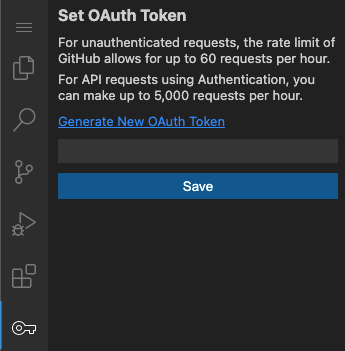 Set OAuth Token
For unauthenticated requests, the rate limit of
GitHub allows for up to 60 requests per hour.
For API requests using Authentication, you
can make up to 5,000 requests per hour.
Generate New OAuth Token
Save